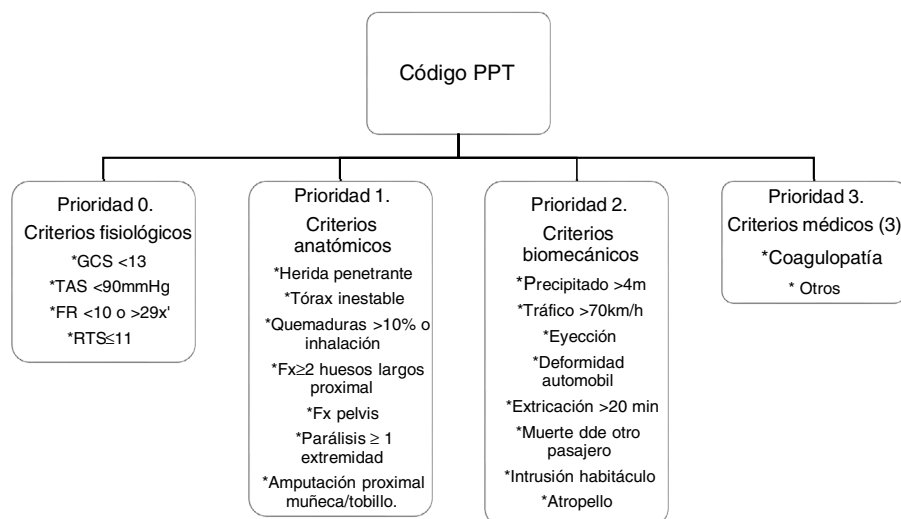 Código PPT
Prioridad 0.
Criterios fisiológicos
*GCS <13
*TAS <90mmHg
*FR <10 o >29x'
*RTS≤11
Prioridad 1.
Criterios
anatómicos
*Herida penetrante
*Tórax inestable
*Quemaduras >10% o
inhalación
*Fx≥2 huesos largos
proximal
*Fx pelvis
*Parálisis ≥ 1
extremidad
*Amputación proximal
muñeca/tobillo.
Prioridad 2.
Criterios
biomecánicos
*Precipitado >4m
*Tráfico >70km/h
*Eyección
*Deformidad
automobil
*Extricación >20 min
*Muerte dde otro
pasajero
*Intrusión habitáculo
*Atropello
Prioridad 3.
Criterios médicos (3)
*Coagulopatía
* Otros